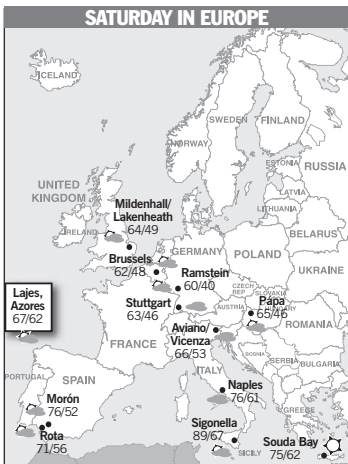 SATURDAY IN EUROPE
ICELAND
SWEDEN
FINLAND
NORWAY
ESTONIA
RUSSIA
LATVIA
LITHUANIA
UNITED
KINGDOM
Mildenhall/
Lakenheath
64/49
IRELAND
BELARUS
Brussels
62/48
GERMANY
POLAND
Ramstein
60/40
UKRAINE
Lajes,
Azores
67/62
Stuttgart
63/46
CZECH
REP
SLOVAKIA
AUSTRIA
HUNGARY
Pápa
65/46
FRANCE
Aviano/
Vicenza
66/53
ROMANIA
BOSNIA
SERBIA
BULGARIA
ITALY
PORTUGAL
SPAIN
Morón
76/52
Naples
76/61
Rota
71/56
Sigonella
89/67
SICILY
GREECE
Souda Bay
75/62